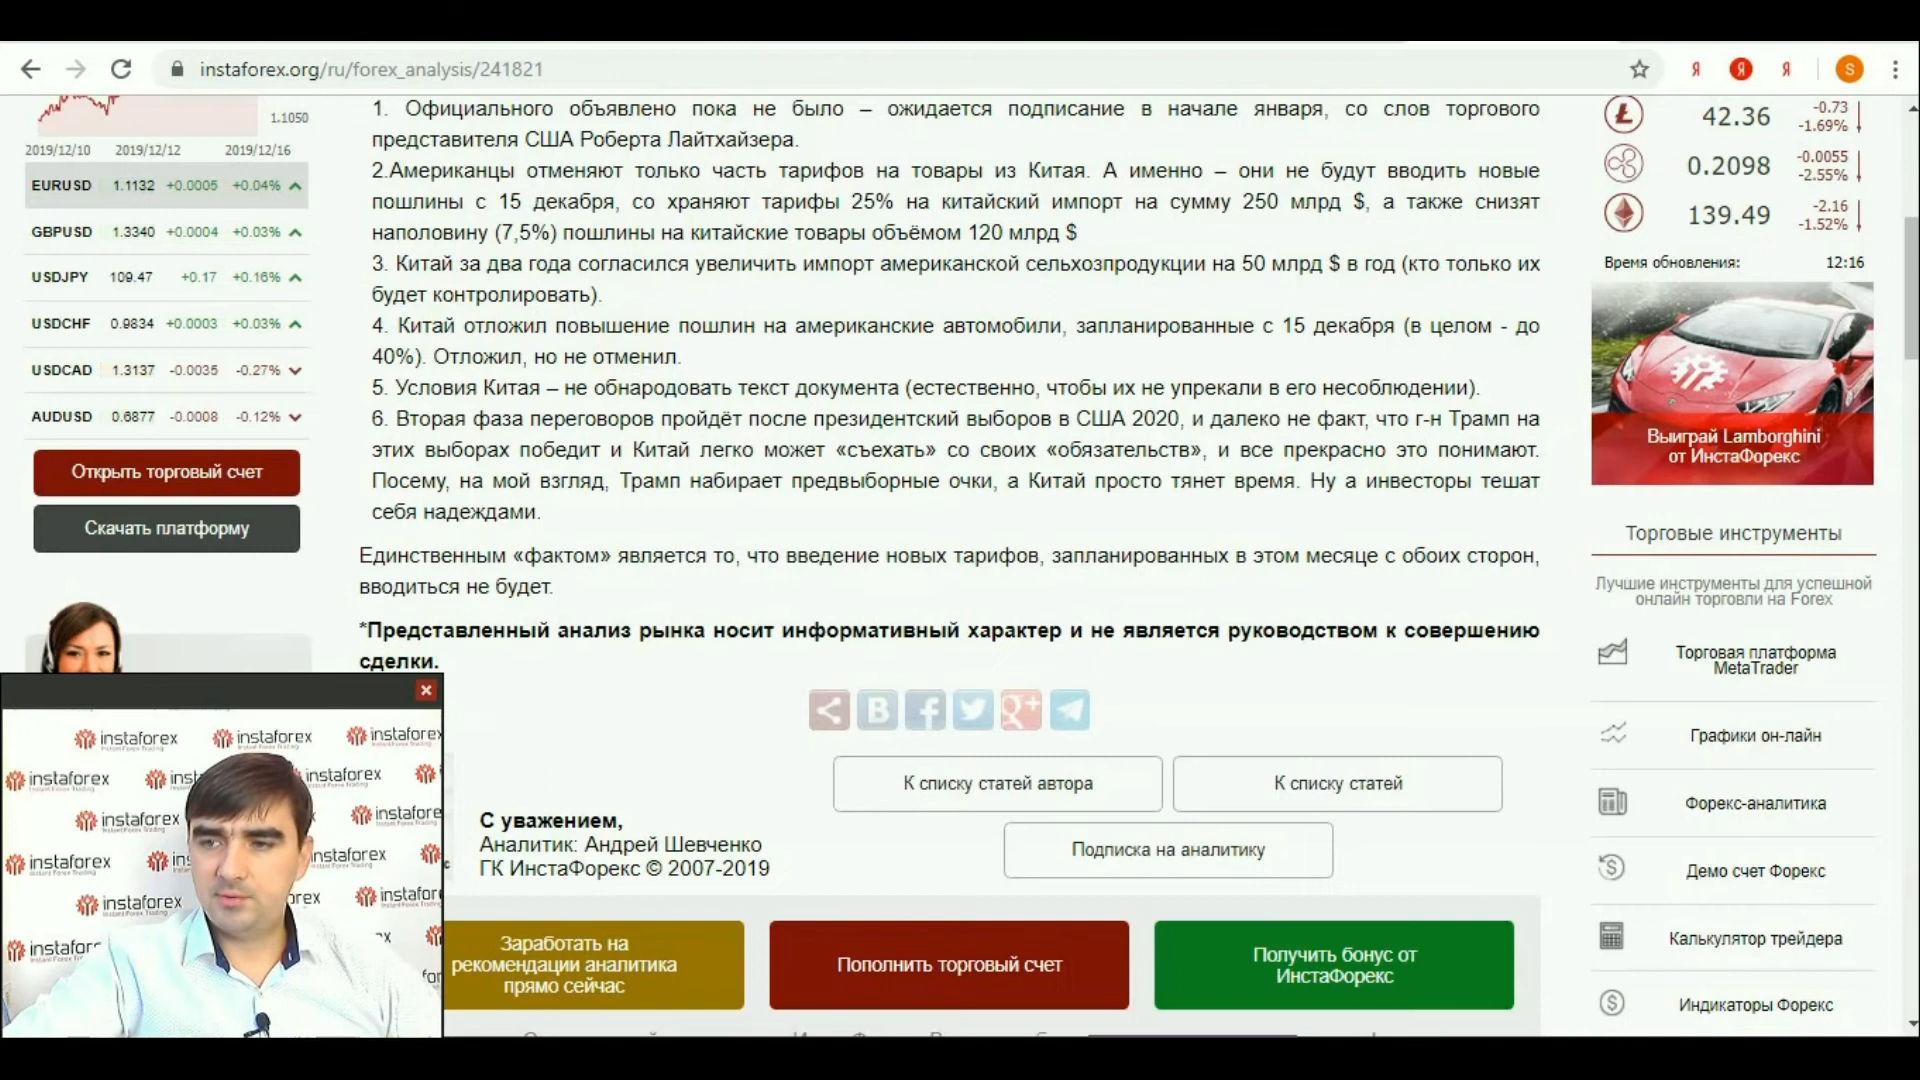 instaforex.org/ru/forex_analysis/241821
S
1.1050
2019/12/10 2019/12/12 2019/12/16
EURUSD 1.1132 +0.0005 +0.04%
GBPUSD 1.3340 +0.0004 +0.03%
USDJPY 109.47 +0.17 +0.16%
USDCHF 0.9834 +0.0003 +0.03%
USDCAD 1.3137 -0.0035 -0.27%
AUDUSD 0.6877 -0.0008 -0.12%
Открыть торговый счет
Скачать платформу
1. Официального объявлено пока не было – ожидается подписание в начале января, со слов торгового
представителя США Роберта Лайтхайзера.
2.Американцы отменяют только часть тарифов на товары из Китая. А именно – они не будут вводить новые
пошлины с 15 декабря, со храняют тарифы 25% на китайский импорт на сумму 250 млрд $, а также снизят
наполовину (7,5%) пошлины на китайские товары объёмом 120 млрд $
3. Китай за два года согласился увеличить импорт американской сельхозпродукции на 50 млрд $ в год (кто только их
будет контролировать).
4. Китай отложил повышение пошлин на американские автомобили, запланированные с 15 декабря (в целом - до
40%). Отложил, но не отменил.
5. Условия Китая – не обнародовать текст документа (естественно, чтобы их не упрекали в его несоблюдении).
6. Вторая фаза переговоров пройдёт после президентский выборов в США 2020, и далеко не факт, что г-н Трамп на
этих выборах победит и Китай легко может «съехать» со своих «обязательств», и все прекрасно это понимают.
Посему, на мой взгляд, Трамп набирает предвыборные очки, а Китай просто тянет время. Ну а инвесторы тешат
себя надеждами.
Единственным «фактом» является то, что введение новых тарифов, запланированных в этом месяце с обоих сторон,
вводиться не будет.
*Представленный анализ рынка носит информативный характер и не является руководством к совершению
сделки.
К списку статей автора
К списку статей
Подписка на аналитику
С уважением,
Аналитик: Андрей Шевченко
ГК ИнстаФорекс © 2007-2019
Заработать на
рекомендации аналитика
прямо сейчас
Пополнить торговый счет
Получить бонус от
ИнстаФорекс
42.36 -0.73
-1.69%
0.2098 -0.0055
-2.55%
139.49 -2.16
-1.52%
Время обновления: 12:16
Выиграй Lamborghini
от ИнстаФорекс
Торговые инструменты
Лучшие инструменты для успешной
онлайн торговли на Forex
Торговая платформа
MetaTrader
Графики он-лайн
Форекс-аналитика
Демо счет Форекс
Калькулятор трейдера
Индикаторы Форекс
instaforex
Instant Forex Trading
instaforex
Instant Forex Trading
instaforex
instaforex
instaforex
instaforex
instaforex
instaforex
instaforex
instaforex